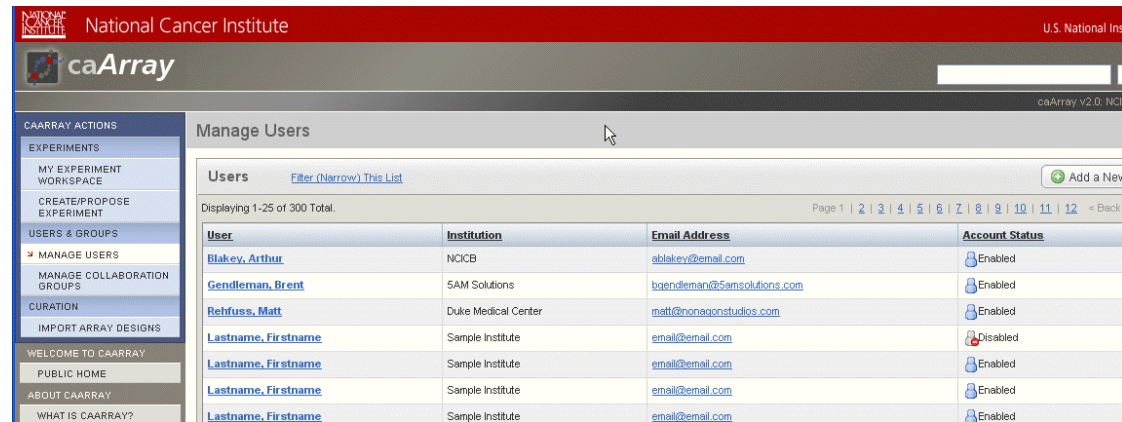 NATIONAL CANCER INSTITUTE National Cancer Institute U.S. National Ins
caArray
caArray v2.0: NCI
CAARRAY ACTIONS
EXPERIMENTS
MY EXPERIMENT
WORKSPACE
CREATE/PROPOSE
EXPERIMENT
USERS & GROUPS
MANAGE USERS
MANAGE COLLABORATION
GROUPS
CURATION
IMPORT ARRAY DESIGNS
WELCOME TO CAARRAY
PUBLIC HOME
ABOUT CAARRAY
WHAT IS CAARRAY?
Manage Users
Users Filter (Narrow) This List Add a New
Displaying 1-25 of 300 Total. Page 1 | 2 | 3 | 4 | 5 | 6 | 7 | 8 | 9 | 10 | 11 | 12 < Back
User Institution Email Address Account Status
Blakey, Arthur NCICB ablakey@email.com Enabled
Gendleman, Brent 5AM Solutions bgendleman@5amsolutions.com Enabled
Rehfuss, Matt Duke Medical Center matt@nonagonstudios.com Enabled
Lastname, Firstname Sample Institute email@email.com Disabled
Lastname, Firstname Sample Institute email@email.com Enabled
Lastname, Firstname Sample Institute email@email.com Enabled
Lastname, Firstname Sample Institute email@email.com Enabled